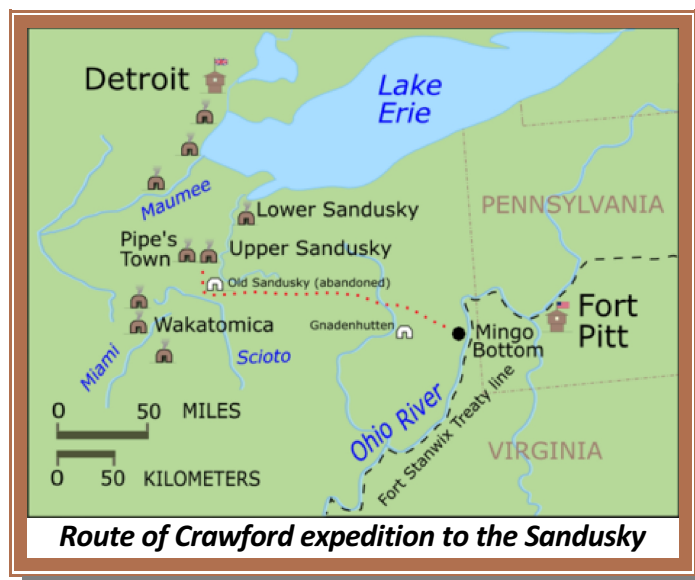 Detroit
Lake
Erie
Maumee
Lower Sandusky
PENNSYLVANIA
Pipe's
Town
Upper Sandusky
Old Sandusky (abandoned)
Fort
Pitt
Gnadenhutten
Mingo
Bottom
Wakatomica
Miami
Scioto
Ohio River
Fort Stanwix Treaty line
VIRGINIA
0 50 MILES
0 50 KILOMETERS
Route of Crawford expedition to the Sandusky